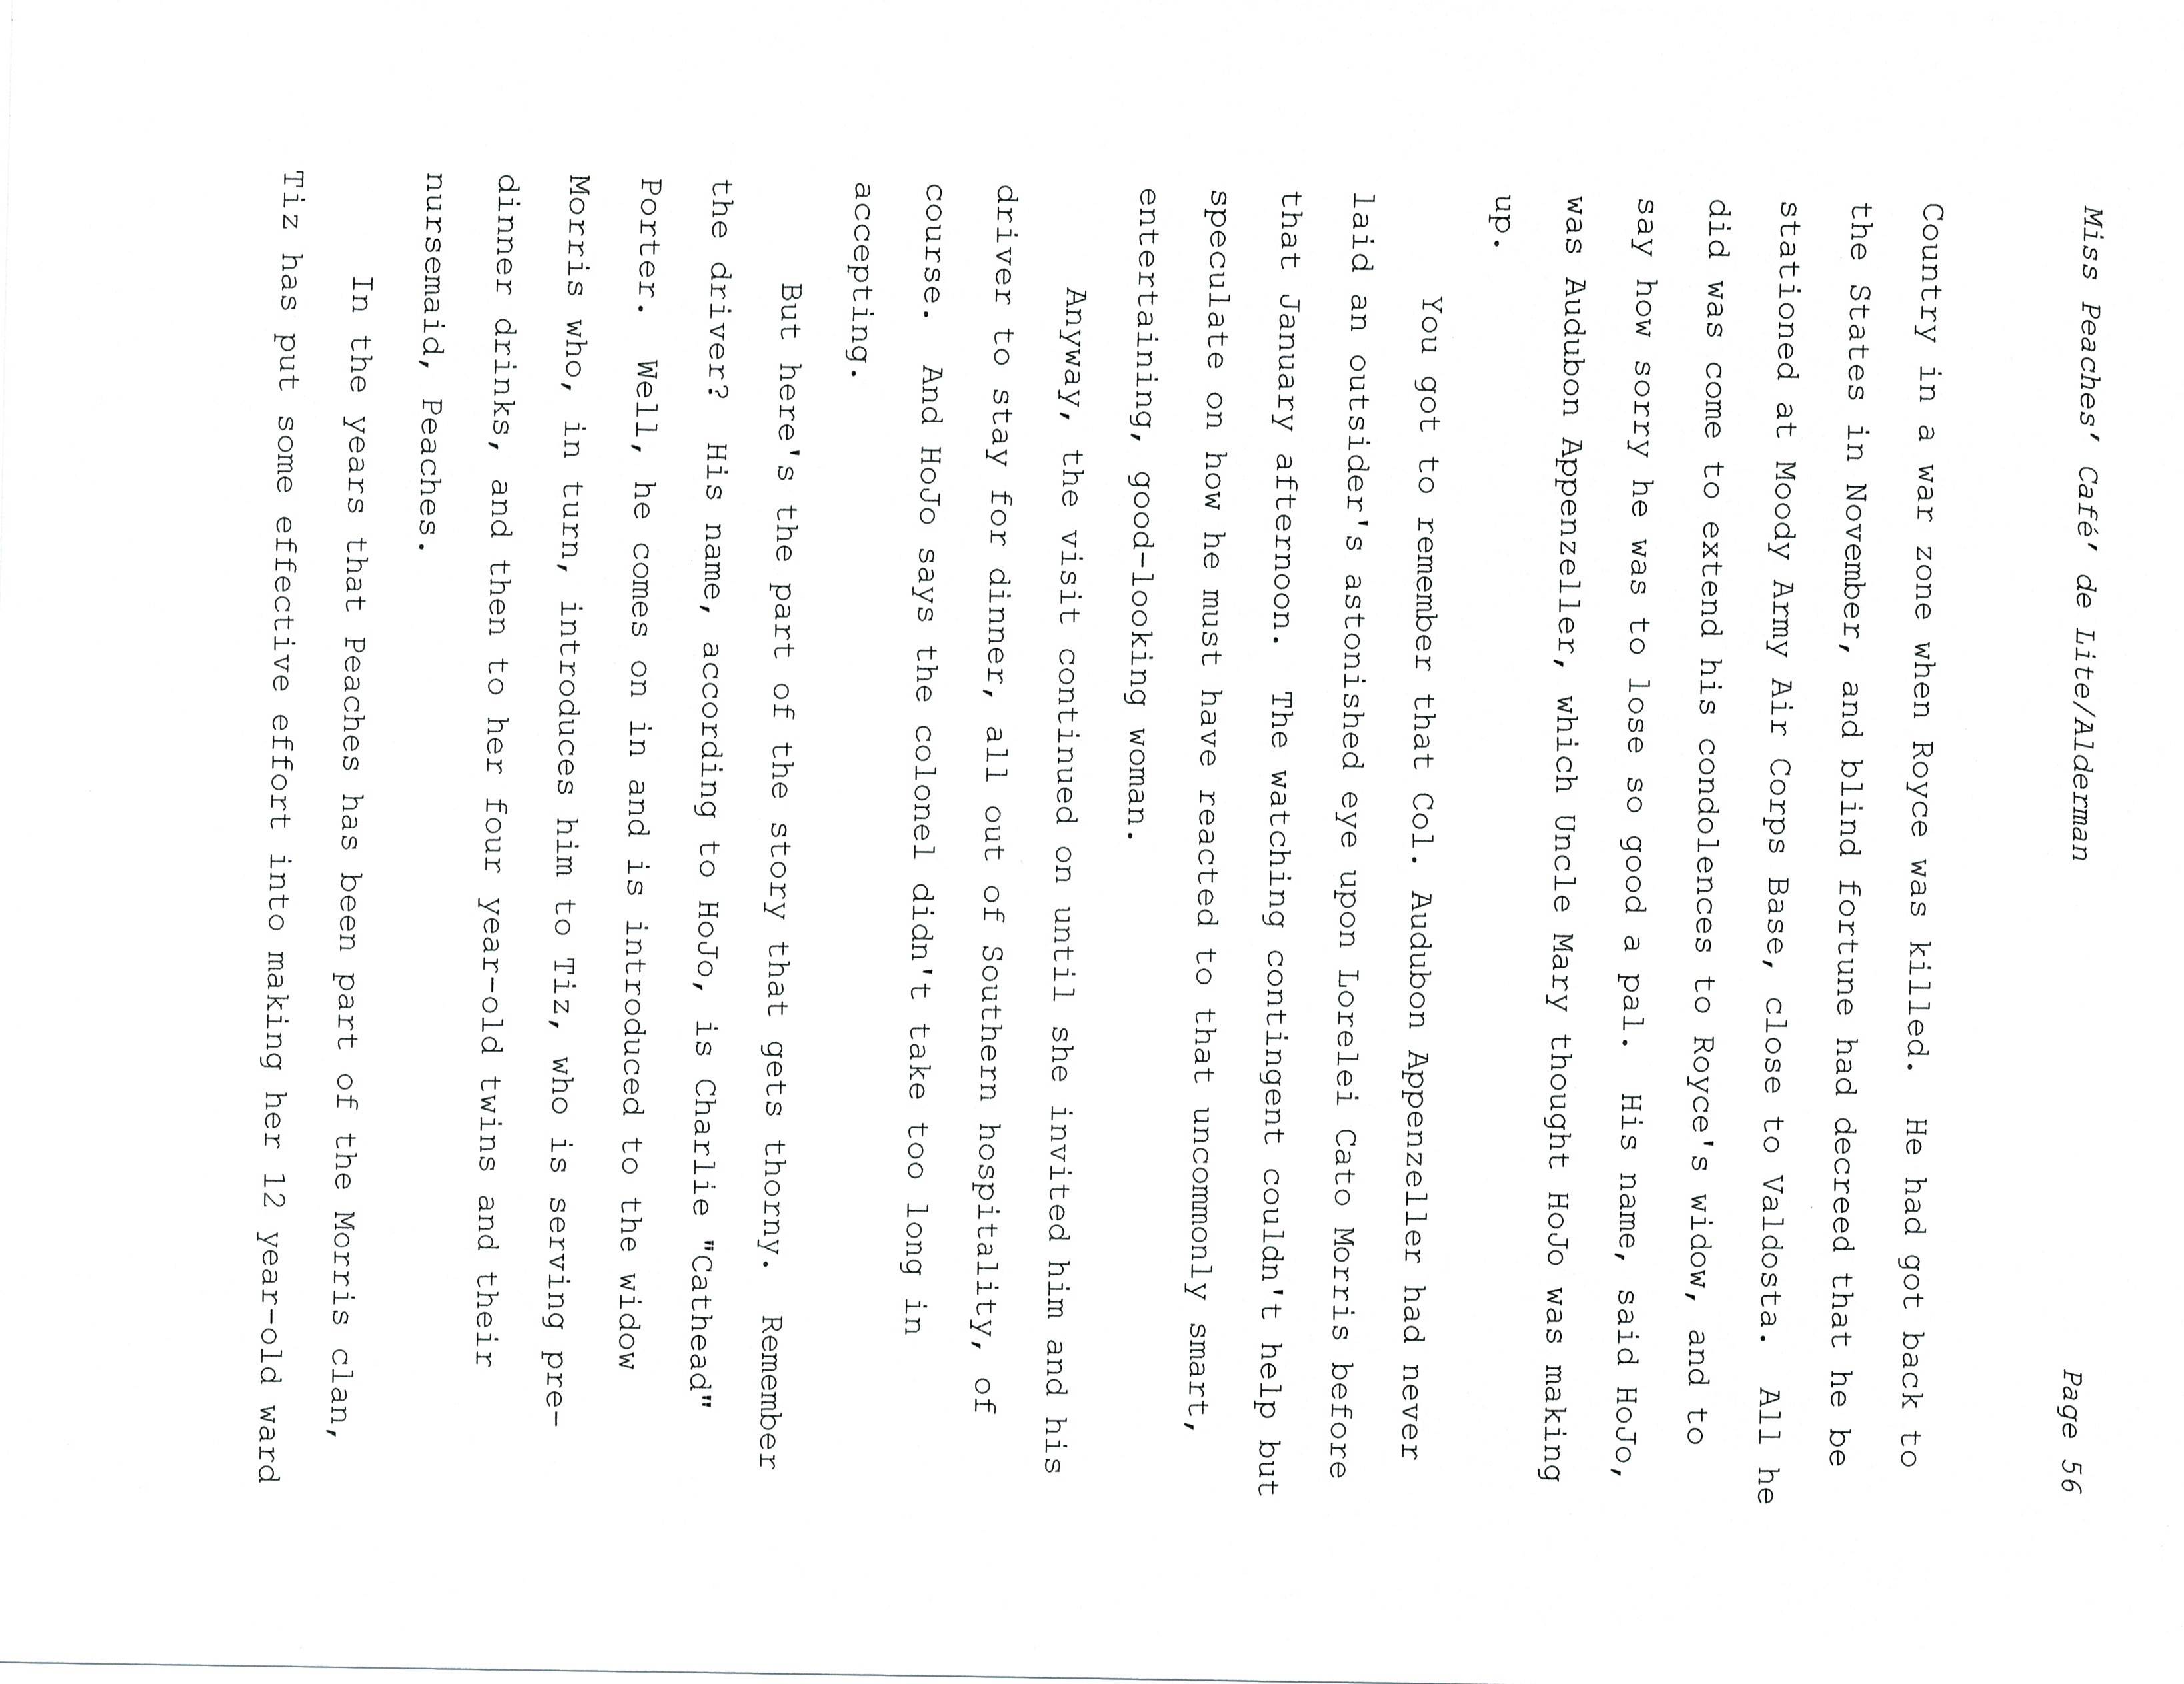 Miss Peaches' Café' de Lite/Alderman Page 56
Country in a war zone when Royce was killed. He had got back to
the States in November, and blind fortune had decreed that he be
stationed at Moody Army Air Corps Base, close to Valdosta. All he
did was come to extend his condolences to Royce's widow, and to
say how sorry he was to lose so good a pal. His name, said HoJo,
was Audubon Appenzeller, which Uncle Mary thought HoJo was making
up.
You got to remember that Col. Audubon Appenzeller had never
laid an outsider's astonished eye upon Lorelei Cato Morris before
that January afternoon. The watching contingent couldn't help but
speculate on how he must have reacted to that uncommonly smart,
entertaining, good-looking woman.
Anyway, the visit continued on until she invited him and his
driver to stay for dinner, all out of Southern hospitality, of
course. And HoJo says the colonel didn't take too long in
accepting.
But here's the part of the story that gets thorny. Remember
the driver? His name, according to HoJo, is Charlie "Cathead"
Porter. Well, he comes on in and is introduced to the widow
Morris who, in turn, introduces him to Tiz, who is serving pre-
dinner drinks, and then to her four year-old twins and their
nursemaid, Peaches.
In the years that Peaches has been part of the Morris clan,
Tiz has put some effective effort into making her 12 year-old ward